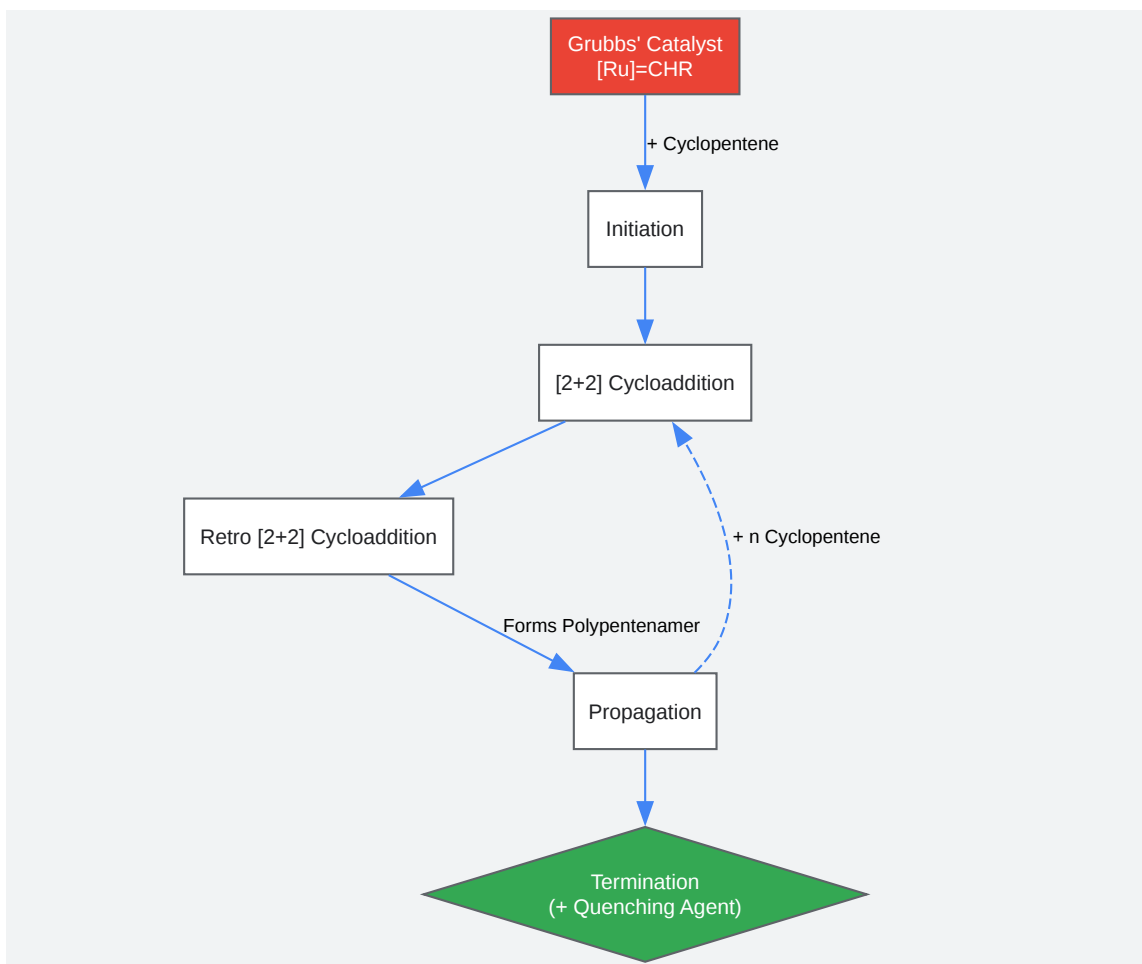 Grubbs' Catalyst
[Ru]=CHR
+ Cyclopentene
Initiation
[2+2] Cycloaddition
Retro [2+2] Cycloaddition
+ n Cyclopentene
Forms Polypentenamer
Propagation
Termination
(+ Quenching Agent)